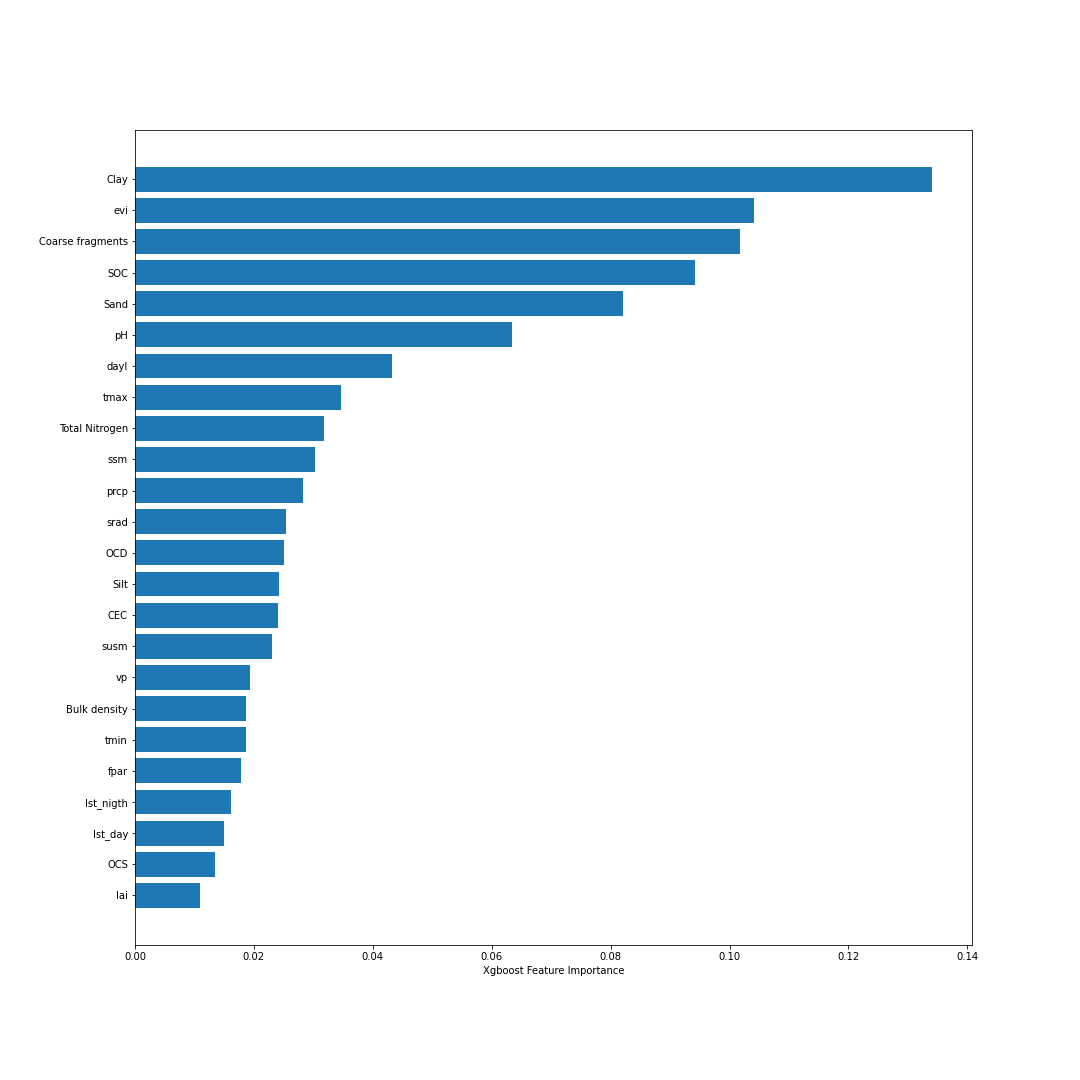 Clay
evi
Coarse fragments
SOC
Sand
pH
dayl
tmax
Total Nitrogen
ssm
prcp
srad
OCD
Silt
CEC
susm
vp
Bulk density
tmin
fpar
lst_nigth
lst_day
OCS
lai
0.00 0.02 0.04 0.06 0.08 0.10 0.12 0.14
Xgboost Feature Importance